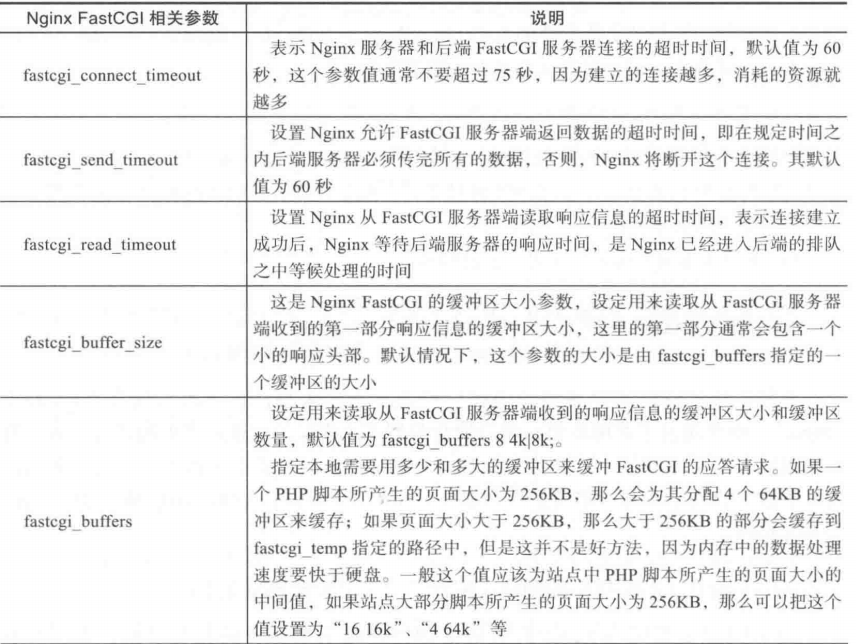 Nginx FastCGI 相关参数 说明
表示 Nginx 服务器和后端 FastCGI 服务器连接的超时时间，默认值为 60
fastcgi_connect_timeout 秒，这个参数值通常不要超过 75 秒，因为建立的连接越多，消耗的资源就
越多
设置 Nginx 允许 FastCGI 服务器端返回数据的超时时间，即在规定时间之
fastcgi_send_timeout 内后端服务器必须传完所有的数据，否则，Nginx 将断开这个连接。其默认
值为 60 秒
设置 Nginx 从 FastCGI 服务器端读取响应信息的超时时间，表示连接建立
fastcgi_read_timeout 成功后，Nginx 等待后端服务器的响应时间，是 Nginx 已经进入后端的排队
之中等候处理的时间
这是 Nginx FastCGI 的缓冲区大小参数，设定用来读取从 FastCGI 服务器
端收到的第一部分响应信息的缓冲区大小，这里的第一部分通常会包含一个
fastcgi_buffer_size 小的响应头部。默认情况下，这个参数的大小是由 fastcgi_buffers 指定的一
个缓冲区的大小
设定用来读取从 FastCGI 服务器端收到的响应信息的缓冲区大小和缓冲区
数量，默认值为 fastcgi_buffers 8 4k|8k;。
指定本地需要用多少和多大的缓冲区来缓冲 FastCGI 的应答请求。如果一
个 PHP 脚本所产生的页面大小为 256KB，那么会为其分配 4 个 64KB 的缓
fastcgi_buffers 冲区来缓存；如果页面大小大于 256KB，那么大于 256KB 的部分会缓存到
fastcgi_temp 指定的路径中，但是这并不是好方法，因为内存中的数据处理
速度要快于硬盘。一般这个值应该为站点中 PHP 脚本所产生的页面大小的
中间值，如果站点大部分脚本所产生的页面大小为 256KB，那么可以把这个
值设置为“16 16k”、“4 64k”等